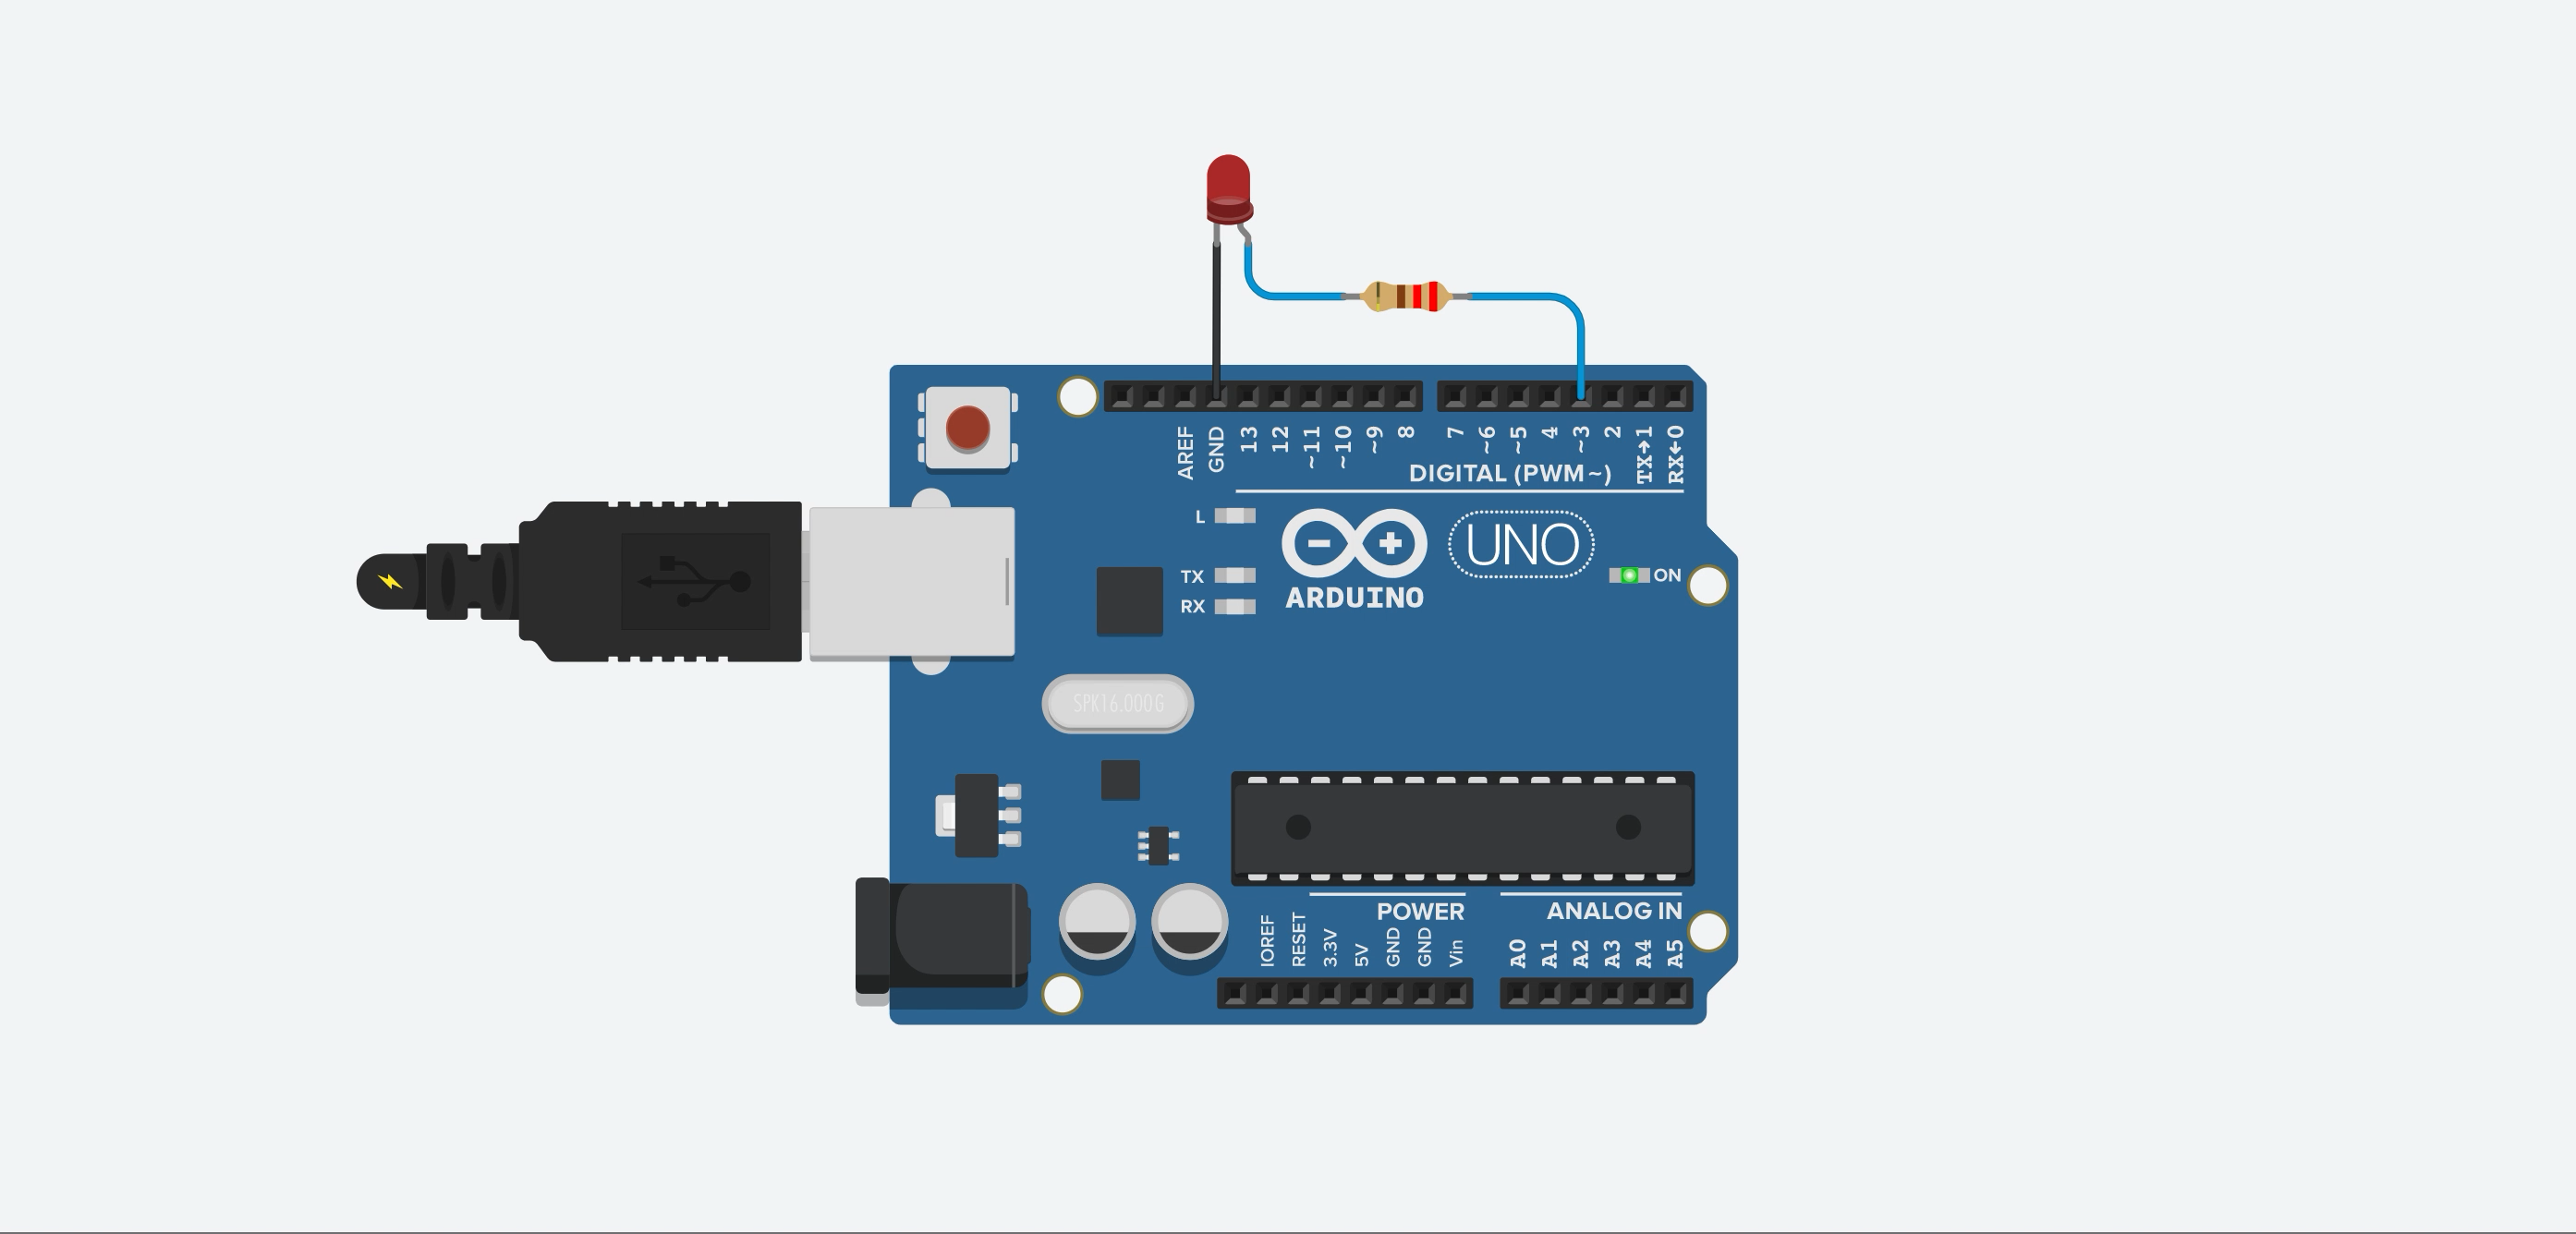 AREF
GND
13
12
~11
~10
~9
8
7
~6
~5
4
~3
2
TX→1
RX←0
DIGITAL (PWM~)
L
TX
RX
ARDUINO
UNO
ON
SPK16.000G
POWER
ANALOG IN
IOREF
RESET
3.3V
5V
GND
GND
Vin
A0
A1
A2
A3
A4
A5